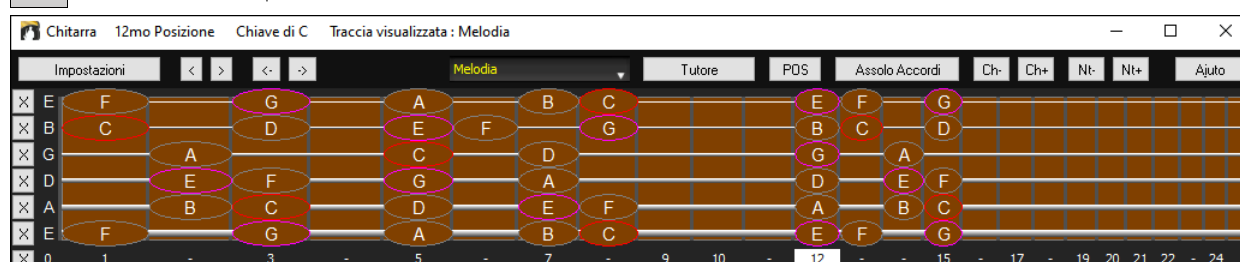 Chitarra 12mo Posizione Chiave di C Traccia visualizzata : Melodia
Impostazioni < > <- -> Melodia Tutore POS Assolo Accordi Ch- Ch+ Nt- Nt+ Ajuto
X E F G A B C E F G
X B C D E F G B C D
X G A C D G A
X D E F G A D E F
X A B C D E F A B C
X E F G A B C E F G
X 0 1 - 3 - 5 - 7 - 9 10 - 12 - - 15 - 17 - 19 20 21 22 - 24